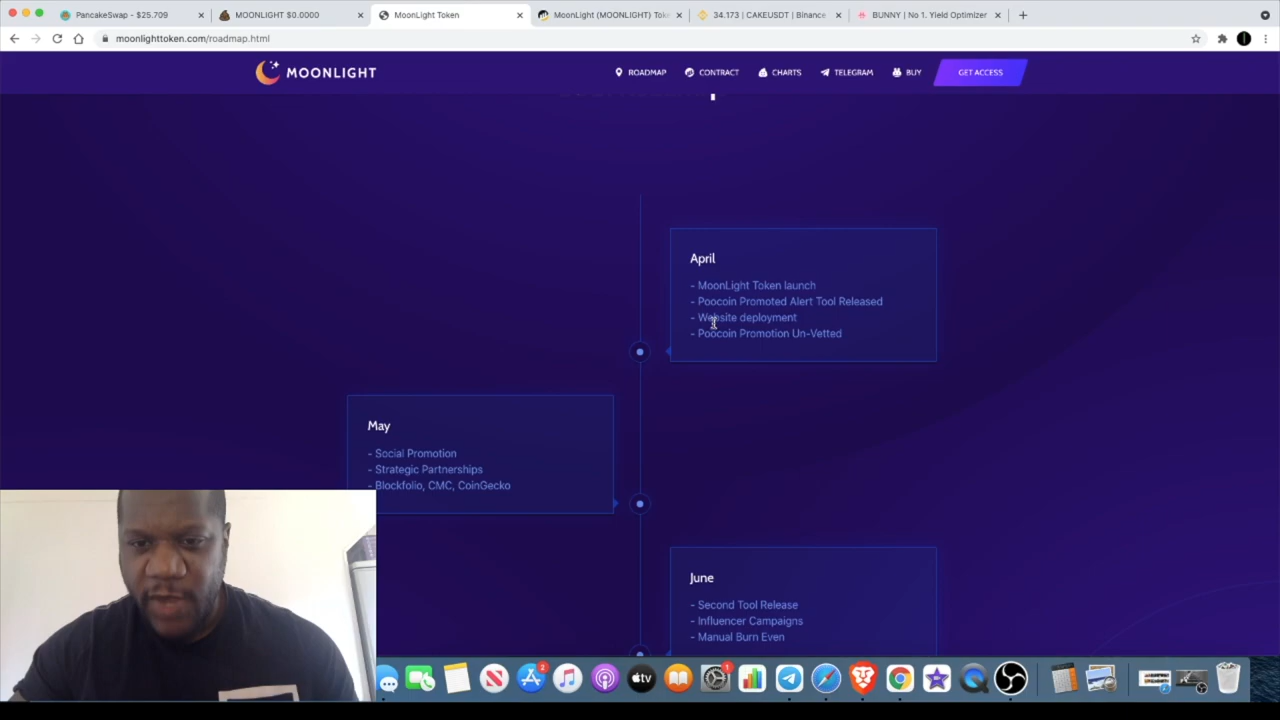 PancakeSwap - $25.709
MOONLIGHT $0.0000
MoonLight Token
MoonLight (MOONLIGHT) Tok
34.173 | CAKEUSDT | Binance
BUNNY | No 1. Yield Optimizer
moonlighttoken.com/roadmap.html
MOONLIGHT
ROADMAP
CONTRACT
CHARTS
TELEGRAM
BUY
GET ACCESS
April
- MoonLight Token launch
- Poocoin Promoted Alert Tool Released
- Website deployment
- Poocoin Promotion Un-Vetted
May
- Social Promotion
- Strategic Partnerships
- Blockfolio, CMC, CoinGecko
June
- Second Tool Release
- Influencer Campaigns
- Manual Burn Even
2
tv
1